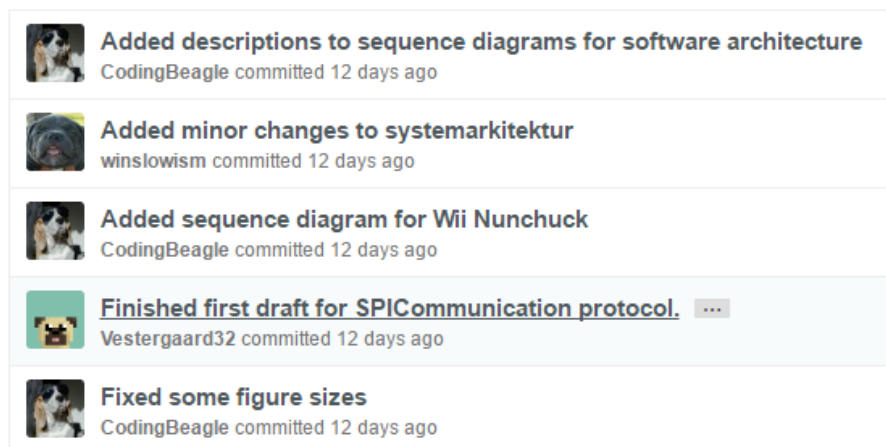 Added descriptions to sequence diagrams for software architecture
CodingBeagle committed 12 days ago
Added minor changes to systemarkitektur
winslowism committed 12 days ago
Added sequence diagram for Wii Nunchuck
CodingBeagle committed 12 days ago
Finished first draft for SPICommunication protocol. ...
Vestergaard32 committed 12 days ago
Fixed some figure sizes
CodingBeagle committed 12 days ago